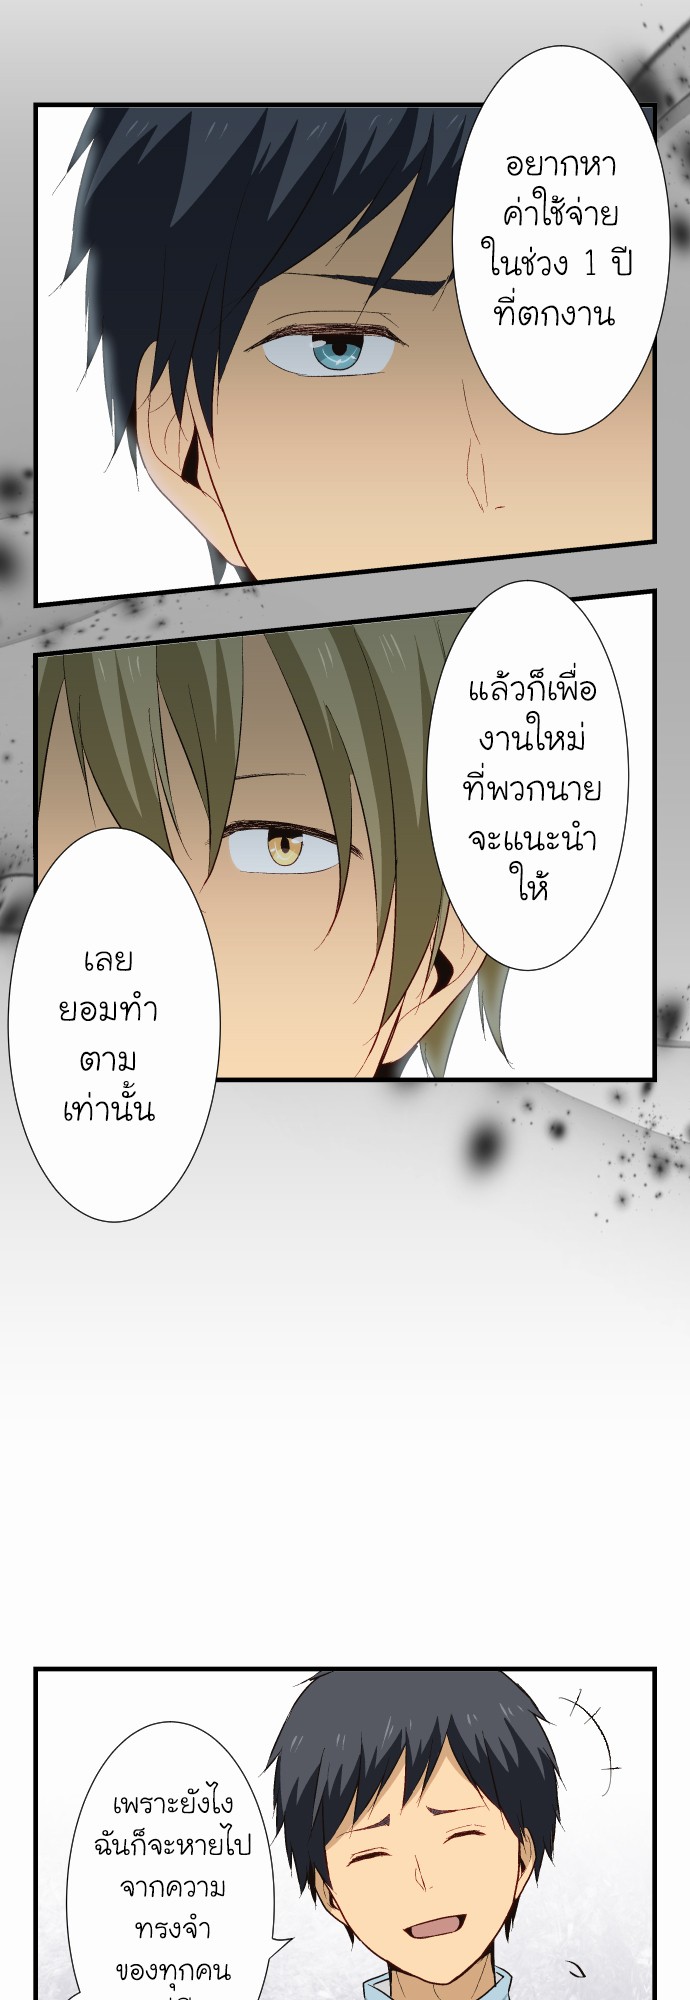 อยากหา
ค่าใช้จ่าย
ในช่วง 1 ปี
ที่ตกงาน
แล้วก็เพื่อ
งานใหม่
ที่พวกนาย
จะแนะนำ
ให้
เลย
ยอมทำ
ตาม
เท่านั้น
เพราะยังไง
ฉันก็จะหายไป
จากความ
ทรงจำ
ของทุกคน